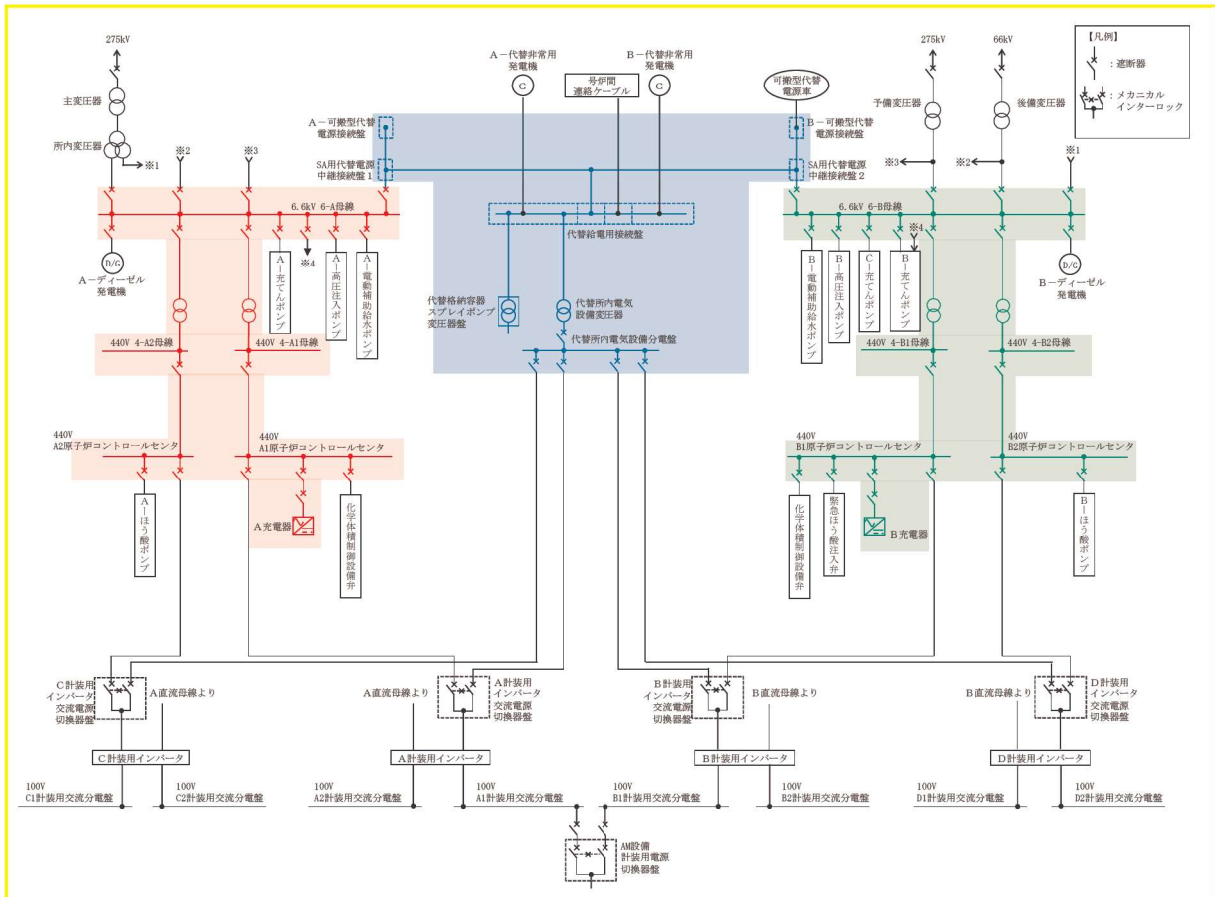 275kV
主変圧器
所内変圧器
※1
※2
※3
A－代替非常用
発電機
C
号炉間
連絡ケーブル
B－代替非常用
発電機
C
可搬型代替
電源車
275kV
66kV
予備変圧器
後備変圧器
※3
※2
※1
【凡例】
：遮断器
：メカニカル
インターロック
A－可搬型代替
電源接続盤
SA用代替電源
中継接続盤1
B－可搬型代替
電源接続盤
SA用代替電源
中継接続盤2
代替給電用接続盤
代替格納容器
スプレイポンプ
変圧器盤
代替所内電気
設備変圧器
代替所内電気設備分電盤
6.6kV 6-A母線
D/G
A－ディーゼル
発電機
A－充てんポンプ
※4
A－高圧注入ポンプ
A－電動補助給水ポンプ
440V 4-A2母線
440V 4-A1母線
440V
A2原子炉コントロールセンタ
440V
A1原子炉コントロールセンタ
A－ほう酸ポンプ
A充電器
化学体積制御設備弁
6.6kV 6-B母線
※4
B－電動補助給水ポンプ
B－高圧注入ポンプ
C－充てんポンプ
B－充てんポンプ
D/G
B－ディーゼル
発電機
440V 4-B1母線
440V 4-B2母線
440V
B1原子炉コントロールセンタ
440V
B2原子炉コントロールセンタ
化学体積制御設備弁
緊急ほう酸注入弁
B充電器
B－ほう酸ポンプ
C計装用
インバータ
交流電源
切換器盤
A直流母線より
A直流母線より
A計装用
インバータ
交流電源
切換器盤
B計装用
インバータ
交流電源
切換器盤
B直流母線より
B直流母線より
D計装用
インバータ
交流電源
切換器盤
C計装用インバータ
A計装用インバータ
B計装用インバータ
D計装用インバータ
100V
C1計装用交流分電盤
100V
C2計装用交流分電盤
100V
A2計装用交流分電盤
100V
A1計装用交流分電盤
100V
B1計装用交流分電盤
100V
B2計装用交流分電盤
100V
D1計装用交流分電盤
100V
D2計装用交流分電盤
AM設備
計装用電源
切換器盤